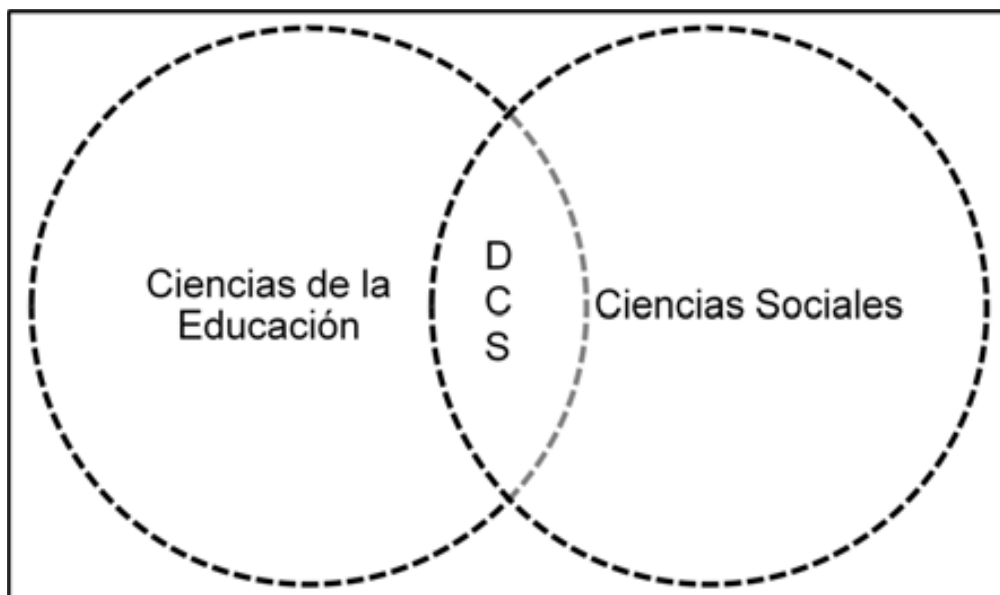 Ciencias de la
Educación
D
C
S
Ciencias Sociales